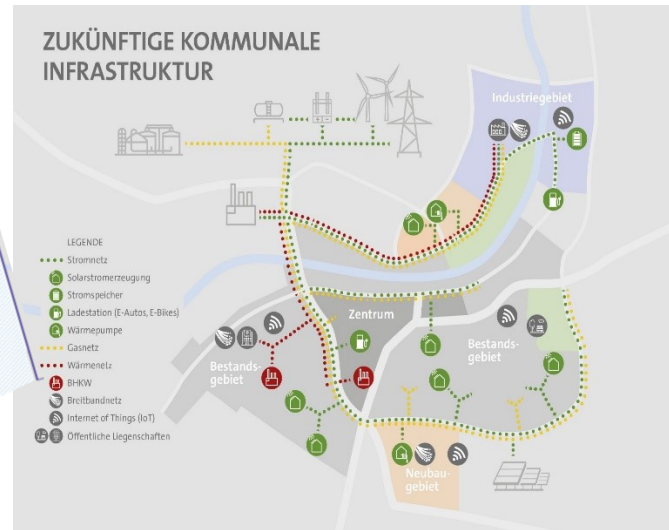 ZUKÜNFTIGE KOMMUNALE
INFRASTRUKTUR
Industriegebiet
LEGENDE
Stromnetz
Solarstromerzeugung
Stromspeicher
Ladestation (E-Autos, E-Bikes)
Wärmepumpe
Gasnetz
Wärmenetz
BHKW
Breitbandnetz
Internet of Things (IoT)
Öffentliche Liegenschaften
Zentrum
Bestands-
gebiet
Bestands-
gebiet
Neubau-
gebiet